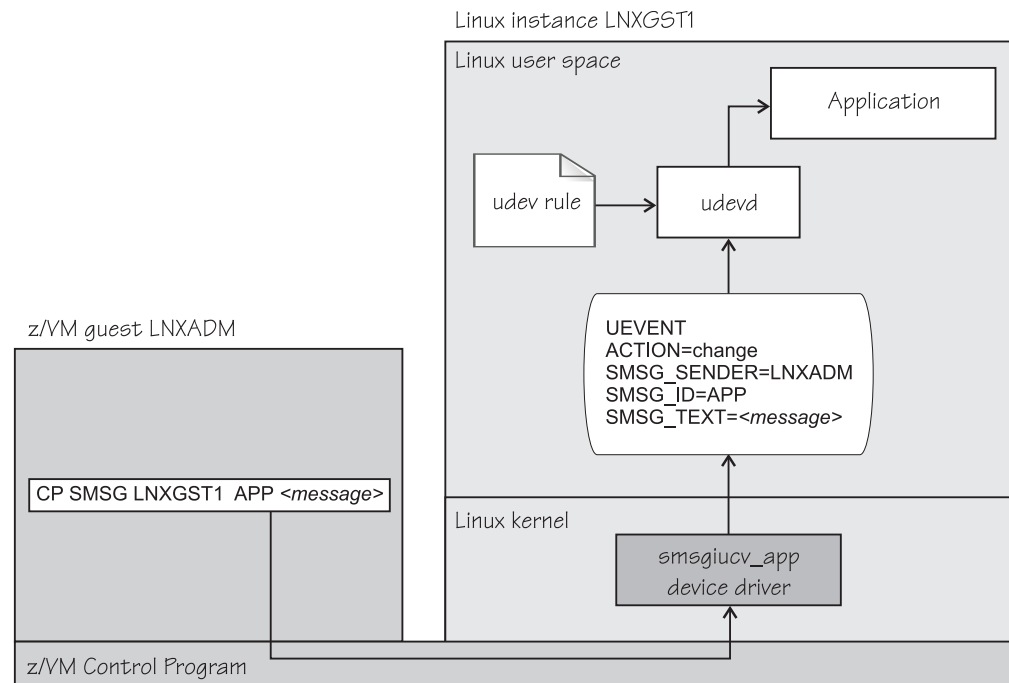 Linux instance LNXGST1
Linux user space
Application
udev rule
udevd
UEVENT
ACTION=change
SMSG_SENDER=LNXADM
SMSG_ID=APP
SMSG_TEXT=<message>
z/VM guest LNXADM
CP SMSG LNXGST1 APP <message>
Linux kernel
smsgiucv_app
device driver
z/VM Control Program